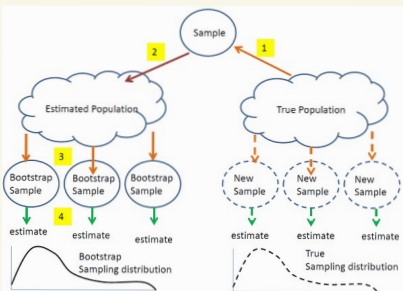 Sample
2
1
Estimated Population
True Population
3
Bootstrap
Sample
Bootstrap
Sample
Bootstrap
Sample
New
Sample
New
Sample
New
Sample
4
estimate
estimate
estimate
estimate
estimate
estimate
Bootstrap
Sampling distribution
True
Sampling distribution